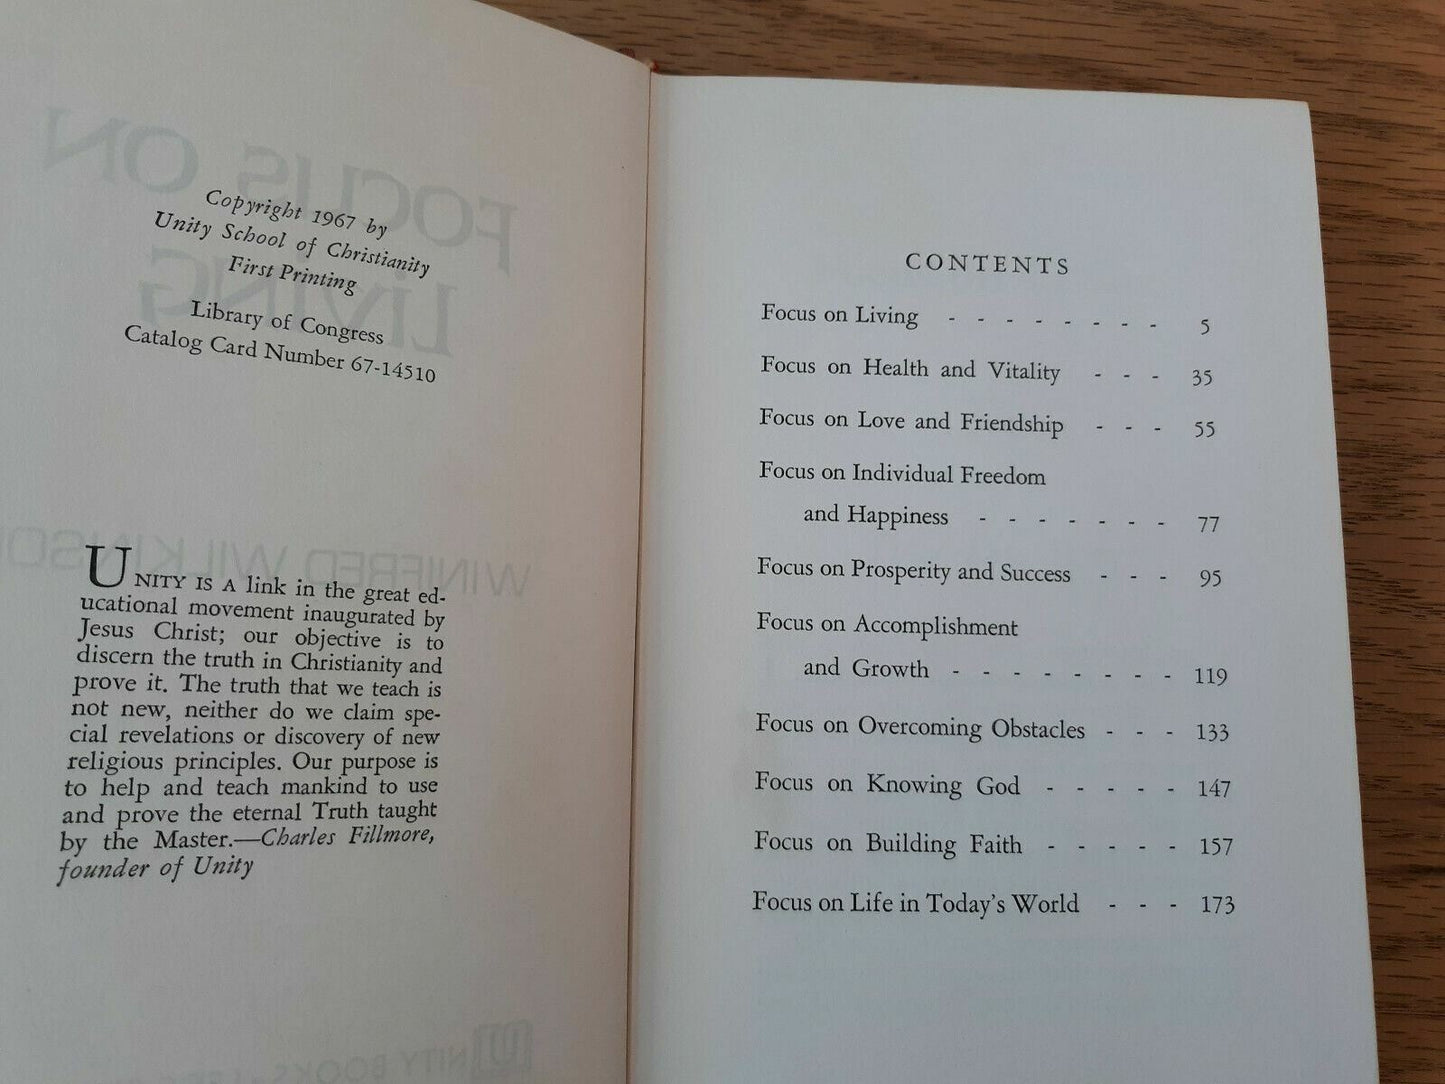 Copyright 1967 by
Unity School of Christianity
First Printing
Library of Congress
Catalog Card Number 67-14510
UNITY IS A link in the great ed-
ucational movement inaugurated by
Jesus Christ; our objective is to
discern the truth in Christianity and
prove it. The truth that we teach is
not new, neither do we claim spe-
cial revelations or discovery of new
religious principles. Our purpose is
to help and teach mankind to use
and prove the eternal Truth taught
by the Master.—Charles Fillmore,
founder of Unity
FOCUS ON
LIVING
WINIFRED WILKINSON
UNITY BOOKS
CONTENTS
Focus on Living - - - - - - - - 5
Focus on Health and Vitality - - - 35
Focus on Love and Friendship - - - 55
Focus on Individual Freedom
and Happiness - - - - - - - 77
Focus on Prosperity and Success - - - 95
Focus on Accomplishment
and Growth - - - - - - - - 119
Focus on Overcoming Obstacles - - - 133
Focus on Knowing God - - - - - 147
Focus on Building Faith - - - - - 157
Focus on Life in Today's World - - - 173